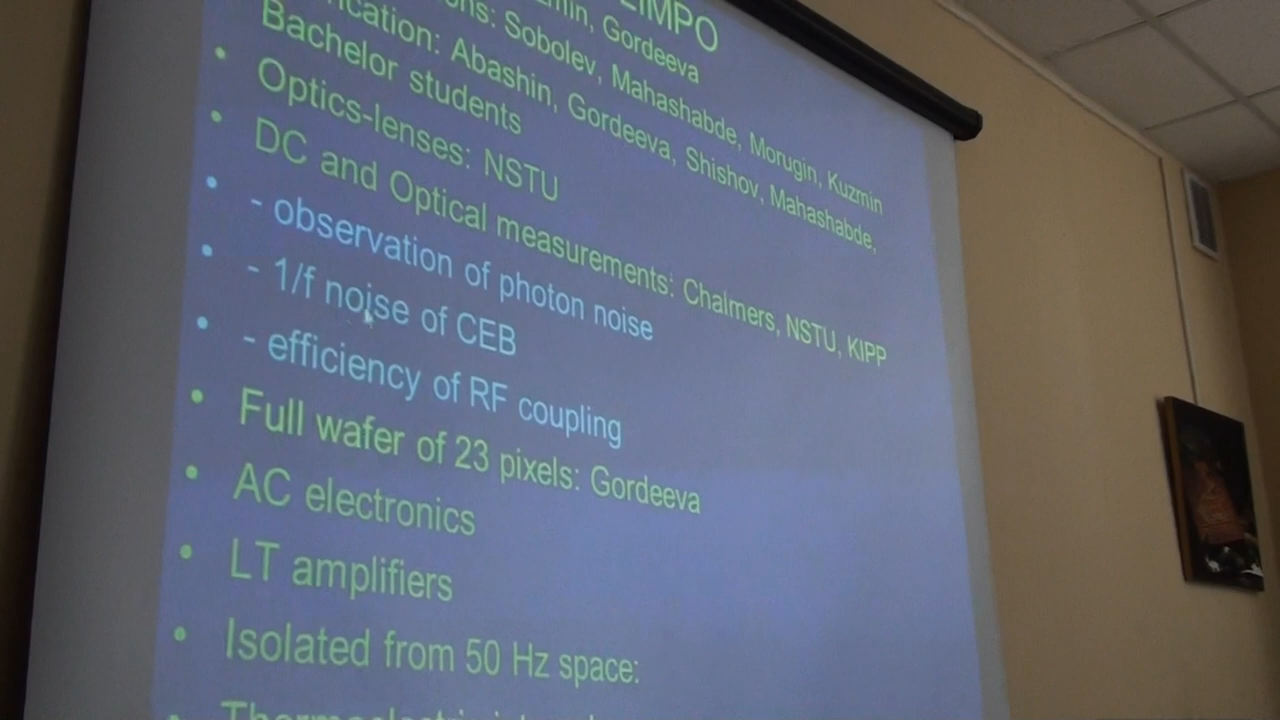 LIMPO
Gordeeva
Sobolev, Mahashabde, Morugin, Kuzmin
Abashin, Gordeeva, Shishov, Mahashabde,
Bachelor students
• Optics-lenses: NSTU
• DC and Optical measurements: Chalmers, NSTU, KIPP
• - observation of photon noise
• - 1/f noise of CEB
• - efficiency of RF coupling
• Full wafer of 23 pixels: Gordeeva
• AC electronics
• LT amplifiers
• Isolated from 50 Hz space: